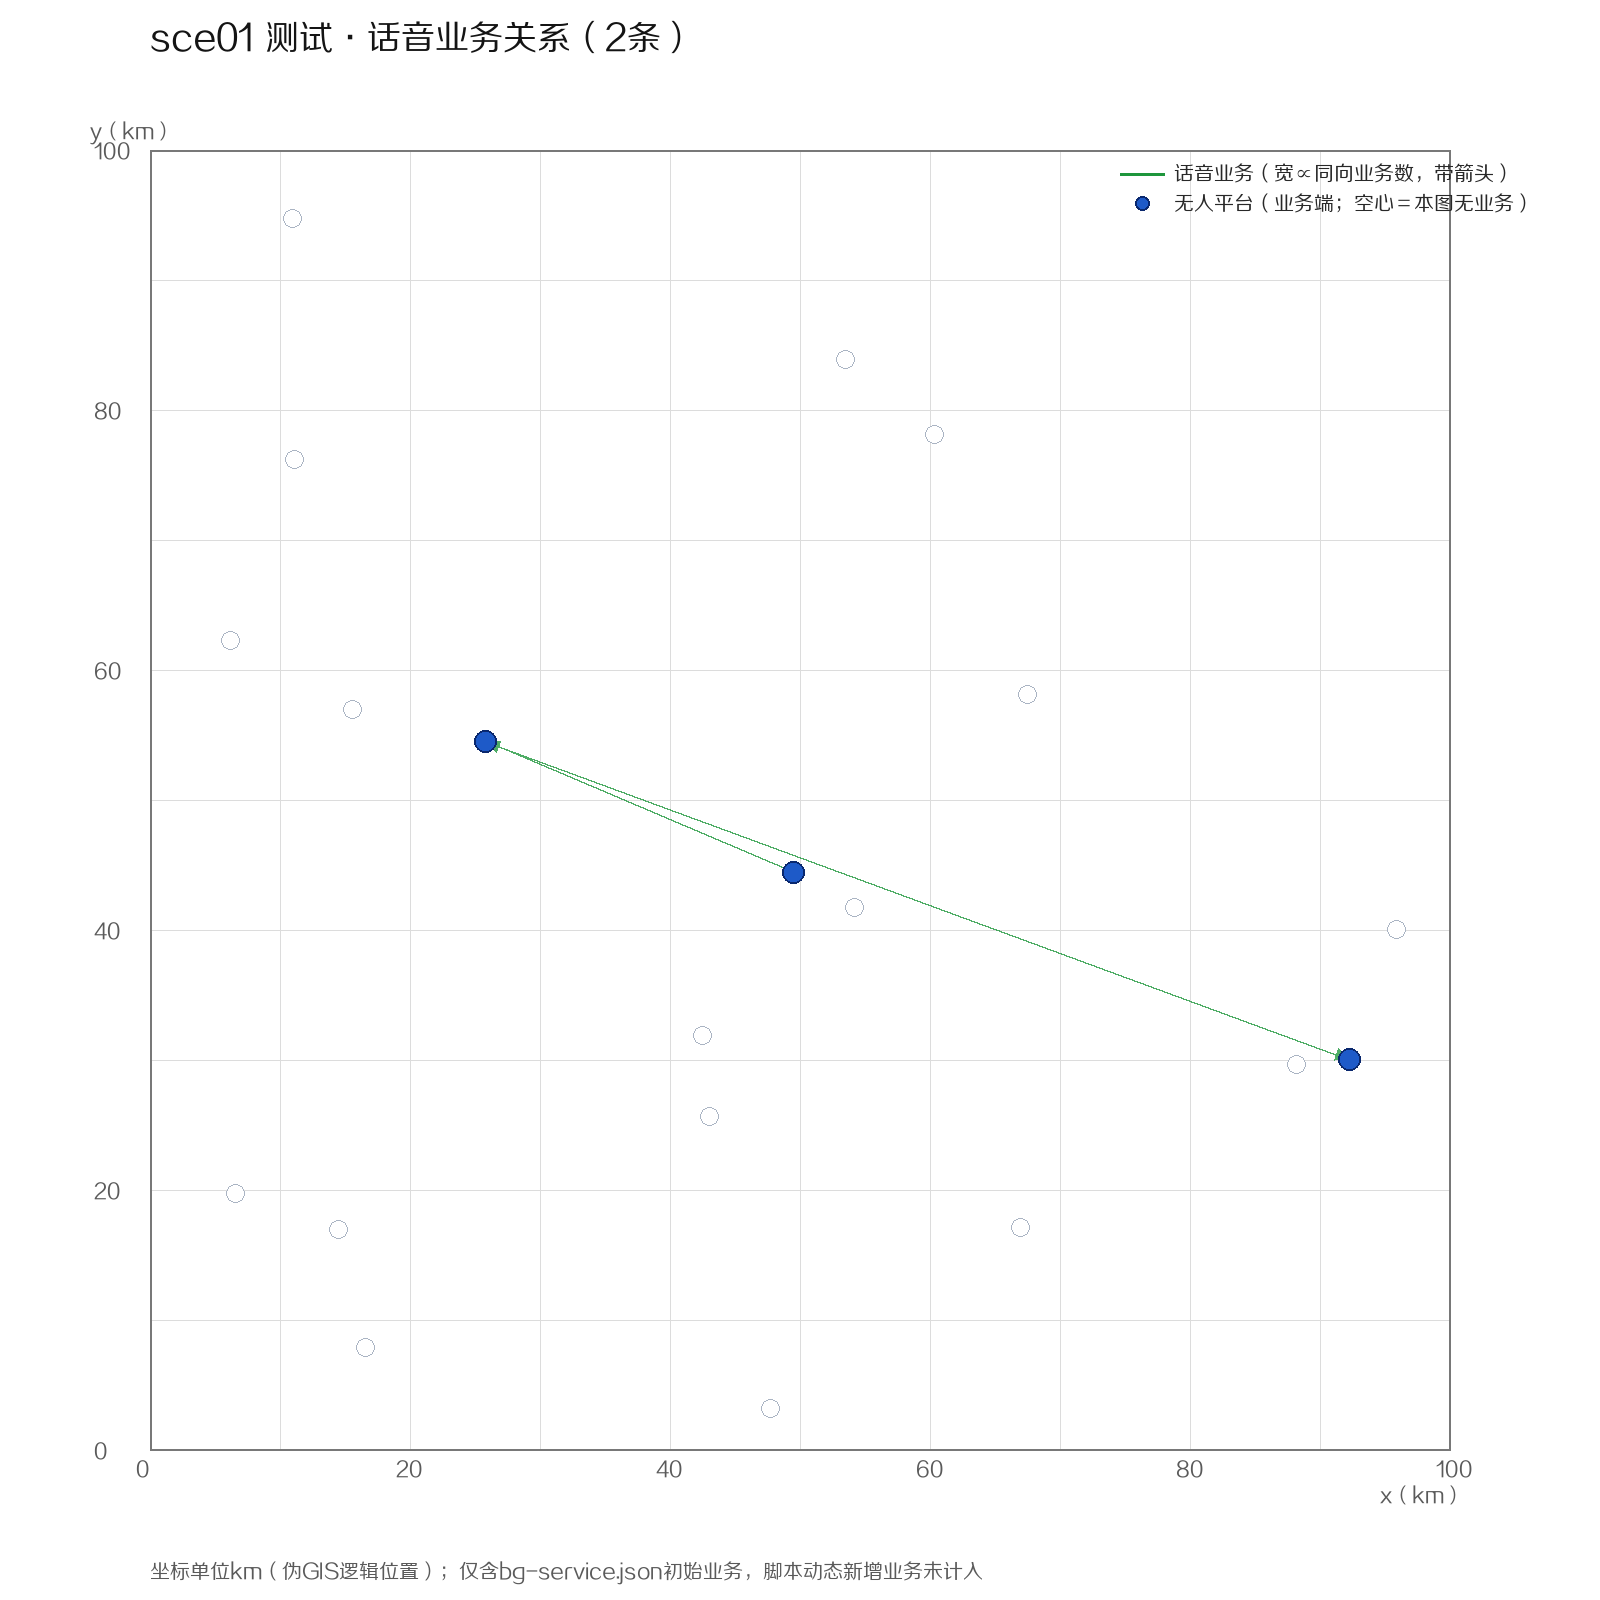 sce01 测试·话音业务关系（2条）
y（km）
100
话音业务（宽∝同向业务数，带箭头）
无人平台（业务端；空心＝本图无业务）
80
60
40
20
0
0 20 40 60 80 100
x（km）
坐标单位km（伪GIS逻辑位置）；仅含bg-service.json初始业务，脚本动态新增业务未计入